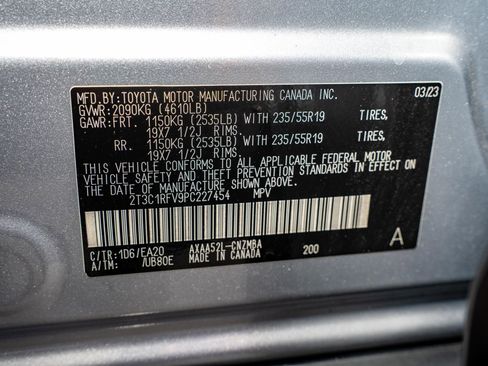 MFD.BY:TOYOTA MOTOR MANUFACTURING CANADA INC. 03/23
GVWR:2090KG (4610LB)
GAWR:FRT. 1150KG (2535LB) WITH 235/55R19 TIRES,
19X7 1/2J RIMS.
RR. 1150KG (2535LB) WITH 235/55R19 TIRES,
19X7 1/2J RIMS.
THIS VEHICLE CONFORMS TO ALL APPLICABLE FEDERAL MOTOR
VEHICLE SAFETY AND THEFT PREVENTION STANDARDS IN EFFECT
ON THE DATE OF MANUFACTURE SHOWN ABOVE.
2T3C1RFV9PC227454 MPV
C/TR:1D6/EA20 AXAA52L-CNZMBA
A/TM: /UB80E MADE IN CANADA 200 A